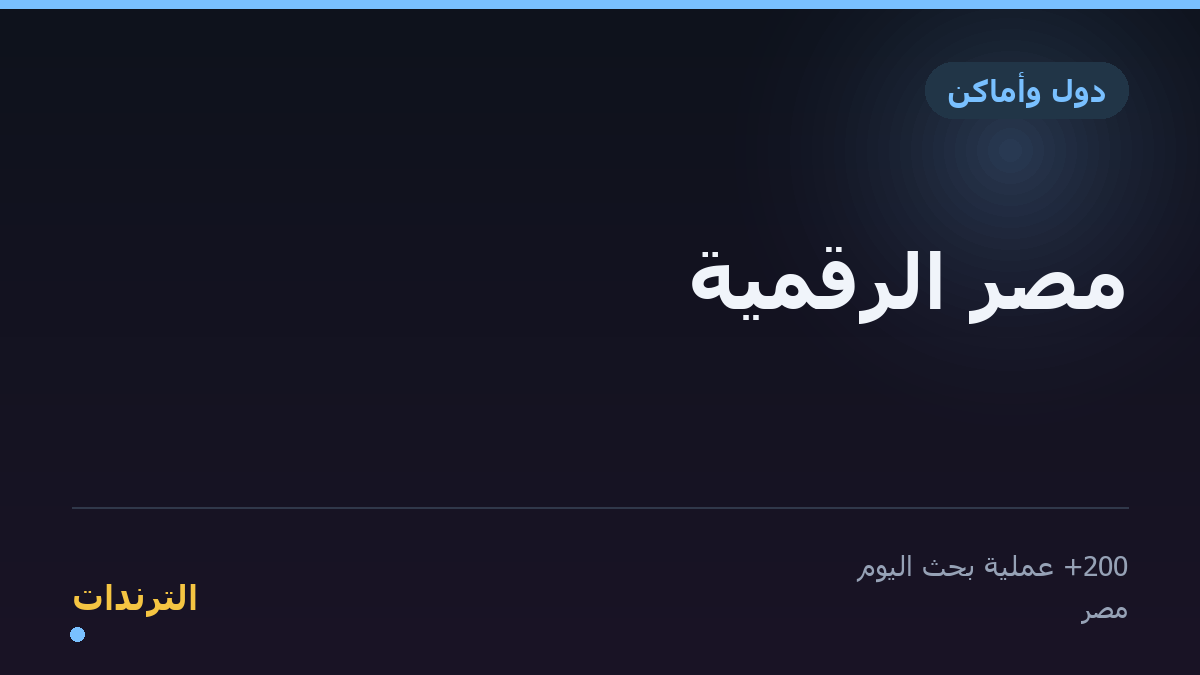 دول وأماكن
مصر الرقمية
200+ عملية بحث اليوم
مصر
الترندات